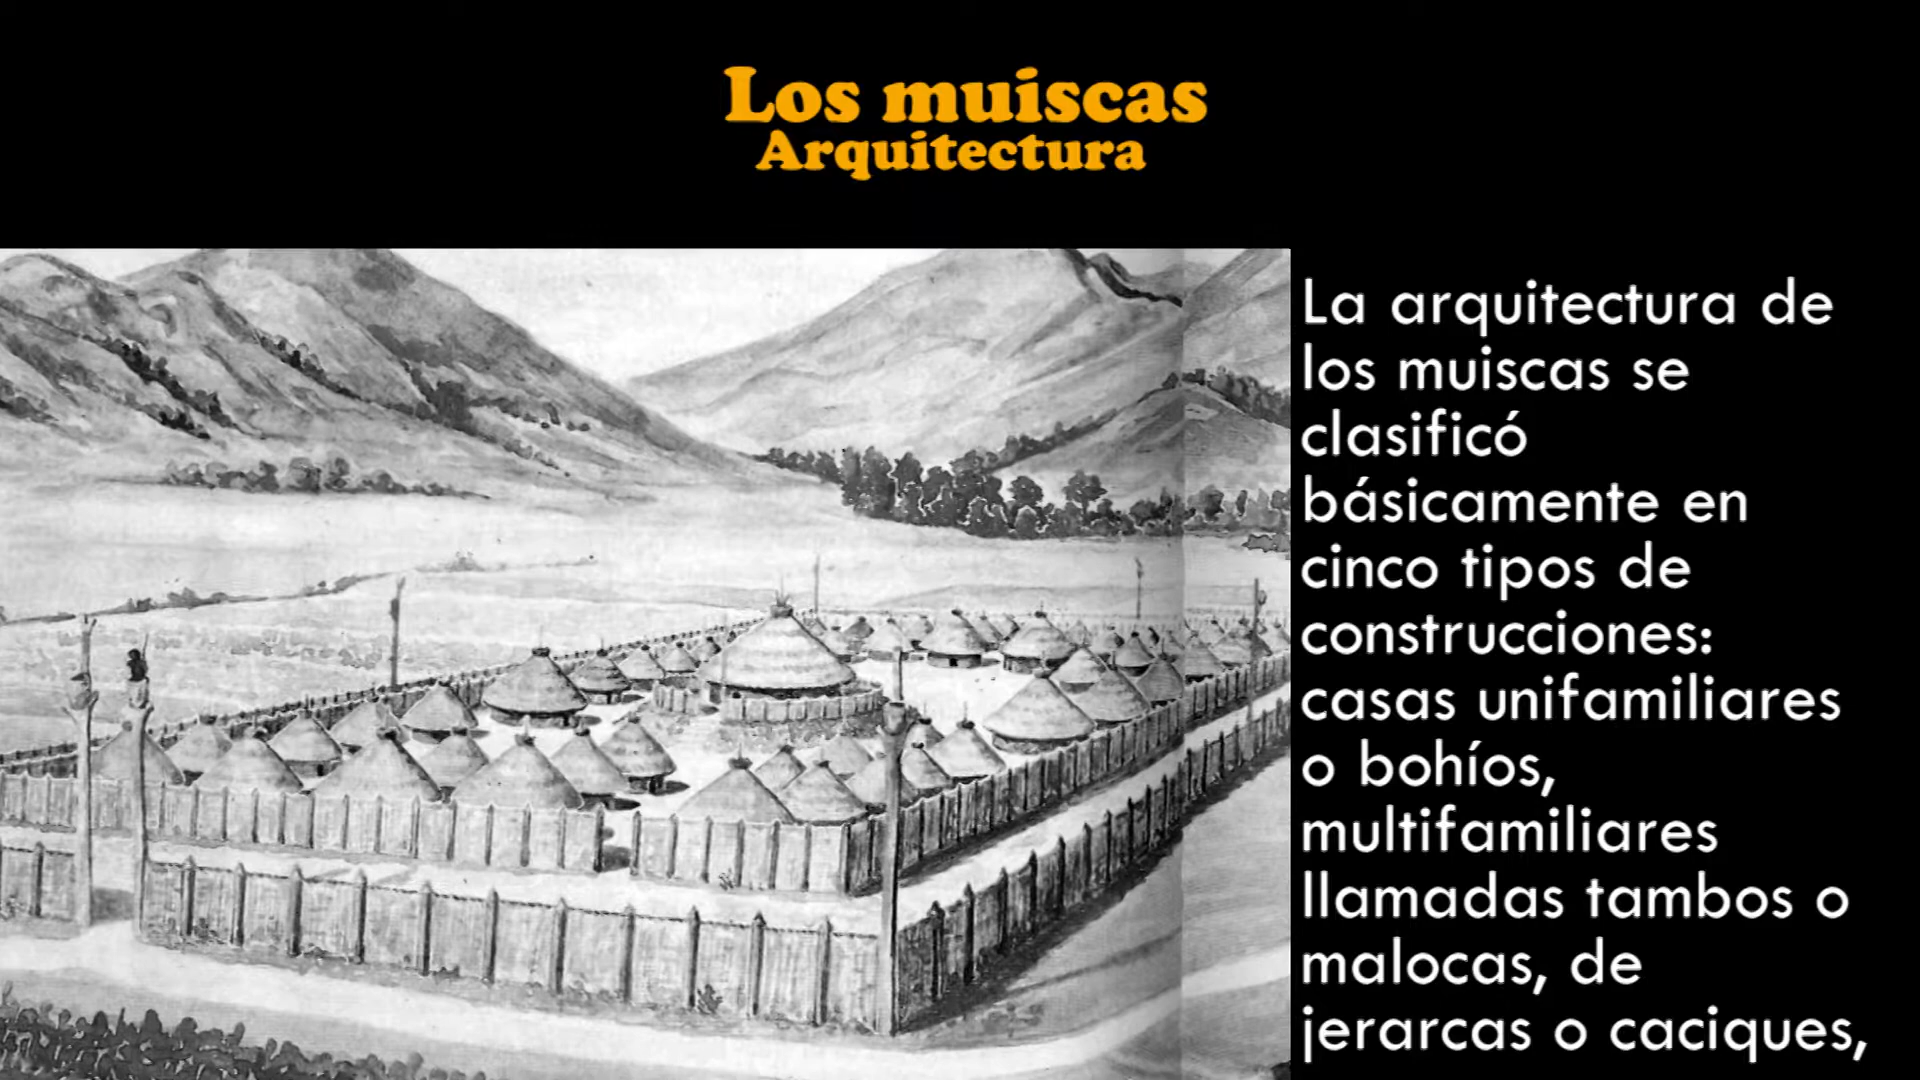 Los muiscas
Arquitectura
La arquitectura de
los muiscas se
clasificó
básicamente en
cinco tipos de
construcciones:
casas unifamiliares
o bohíos,
multifamiliares
llamadas tambos o
malocas, de
jerarcas o caciques,